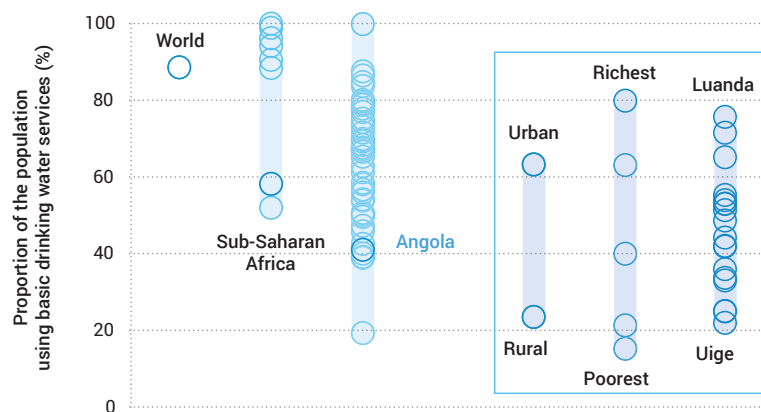 Proportion of the population
using basic drinking water services (%)
100
80
60
40
20
0
World
Sub-Saharan
Africa
Angola
Urban
Rural
Richest
Poorest
Luanda
Uige